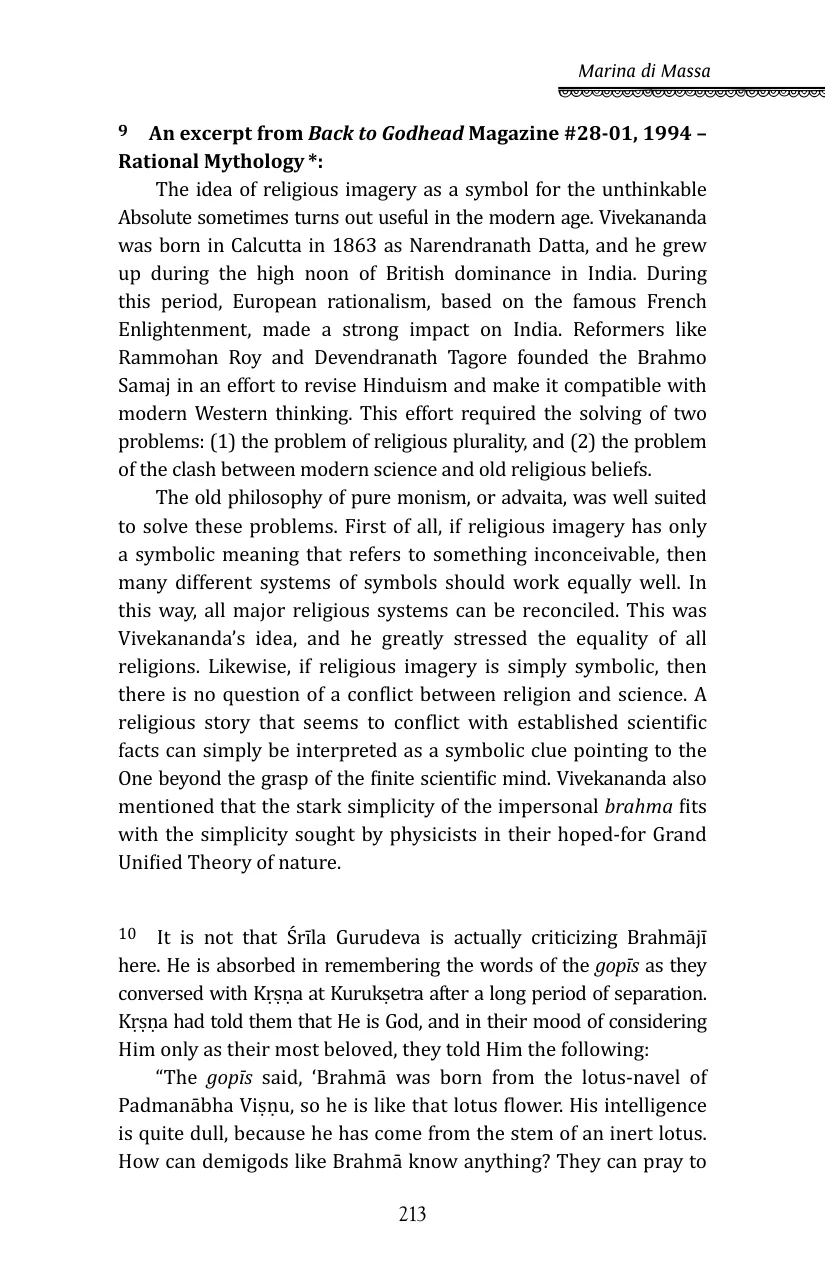 Marina di Massa
9 An excerpt from Back to Godhead Magazine #28-01, 1994 –
Rational Mythology *:
The idea of religious imagery as a symbol for the unthinkable
Absolute sometimes turns out useful in the modern age. Vivekananda
was born in Calcutta in 1863 as Narendranath Datta, and he grew
up during the high noon of British dominance in India. During
this period, European rationalism, based on the famous French
Enlightenment, made a strong impact on India. Reformers like
Rammohan Roy and Devendranath Tagore founded the Brahmo
Samaj in an effort to revise Hinduism and make it compatible with
modern Western thinking. This effort required the solving of two
problems: (1) the problem of religious plurality, and (2) the problem
of the clash between modern science and old religious beliefs.
The old philosophy of pure monism, or advaita, was well suited
to solve these problems. First of all, if religious imagery has only
a symbolic meaning that refers to something inconceivable, then
many different systems of symbols should work equally well. In
this way, all major religious systems can be reconciled. This was
Vivekananda’s idea, and he greatly stressed the equality of all
religions. Likewise, if religious imagery is simply symbolic, then
there is no question of a conflict between religion and science. A
religious story that seems to conflict with established scientific
facts can simply be interpreted as a symbolic clue pointing to the
One beyond the grasp of the finite scientific mind. Vivekananda also
mentioned that the stark simplicity of the impersonal brahma fits
with the simplicity sought by physicists in their hoped-for Grand
Unified Theory of nature.
10 It is not that Śrīla Gurudeva is actually criticizing Brahmājī
here. He is absorbed in remembering the words of the gopīs as they
conversed with Kṛṣṇa at Kurukṣetra after a long period of separation.
Kṛṣṇa had told them that He is God, and in their mood of considering
Him only as their most beloved, they told Him the following:
“The gopīs said, ‘Brahmā was born from the lotus-navel of
Padmanābha Viṣṇu, so he is like that lotus flower. His intelligence
is quite dull, because he has come from the stem of an inert lotus.
How can demigods like Brahmā know anything? They can pray to
213